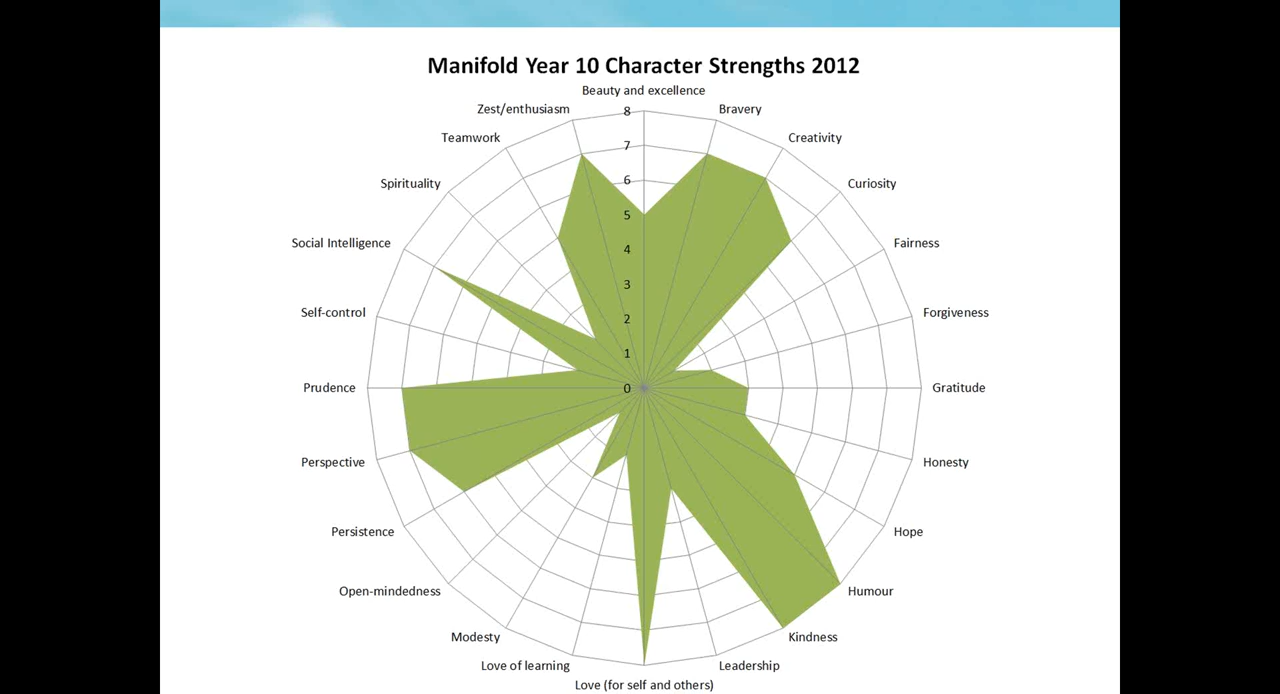 Manifold Year 10 Character Strengths 2012
Beauty and excellence
Zest/enthusiasm
Bravery
8
Teamwork
Creativity
7
Spirituality
Curiosity
6
5
Social Intelligence
Fairness
4
3
Self-control
Forgiveness
2
1
Prudence
0
Gratitude
Perspective
Honesty
Persistence
Hope
Open-mindedness
Humour
Modesty
Kindness
Love of learning
Leadership
Love (for self and others)